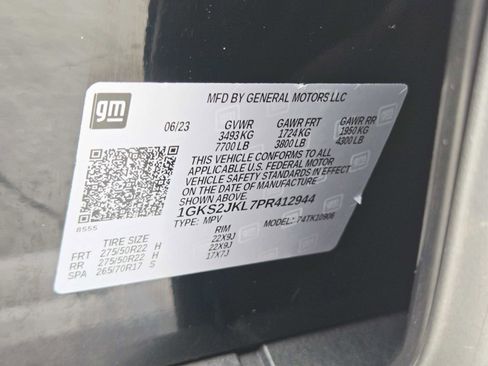 gm
MFD BY GENERAL MOTORS LLC
06/23 GVWR GAWR FRT GAWR RR
3493 KG 1724 KG 1950 KG
7700 LB 3800 LB 4300 LB
THIS VEHICLE CONFORMS TO ALL
APPLICABLE U.S. FEDERAL MOTOR
VEHICLE SAFETY STANDARDS IN EFFECT
ON THE DATE OF MANUFACTURE
1GKS2JKL7PR412944
8555 TYPE: MPV MODEL: 74TK10906
TIRE SIZE RIM
FRT 275/50R22 H 22X9J
RR 275/50R22 H 22X9J
SPA 265/70R17 S 17X7J